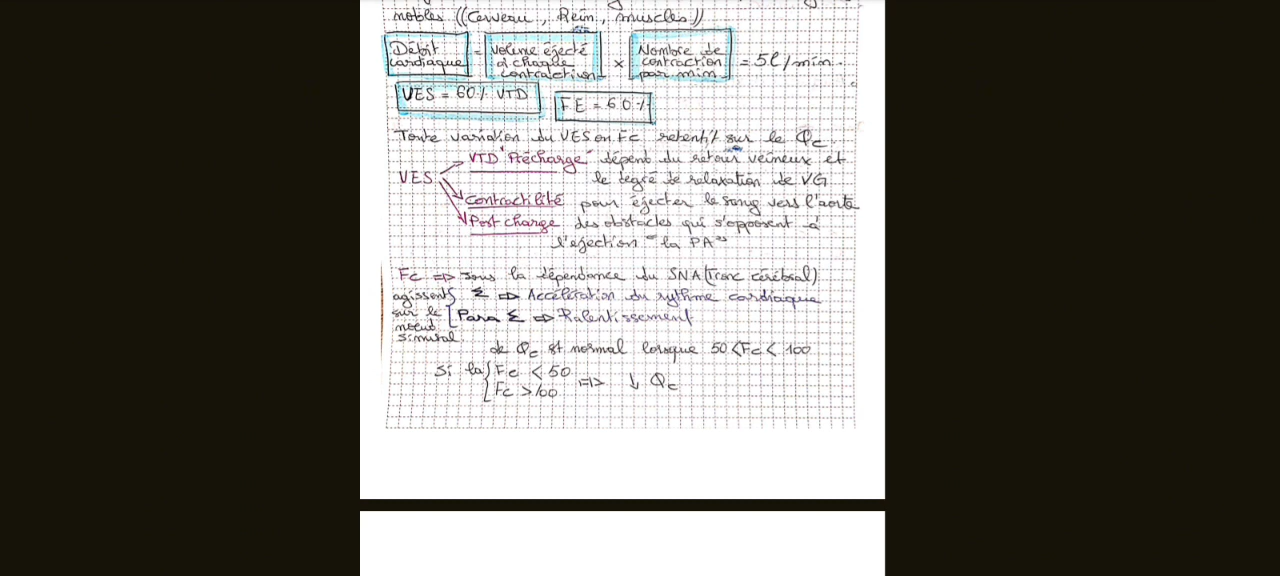 nobles ((Cerveau, Rein, muscles))
Débit cardiaque = Volume éjecté à chaque contraction × Nombre de contraction par min = 5l/min.
VES = 60% VTD FE = 60%
Toute variation du VES ou Fc retentit sur le Qc
VES
VTD "Précharge" dépent du retour veineux et
le degré de relaxation de VG
Contractilité pour éjecter le sang vers l'aorte
Post charge des obstacles qui s'opposent à
l'ejection "la PA"
Fc => sous la dépendance du SNA (Tronc cérébral)
agissent sur le nœud sinusal
Σ => Accélération du rythme cardiaque
Para Σ => Ralentissement
de Qc est normal lorsque 50 < Fc < 100
Si la { Fc < 50
Fc > 100 => ↓ Qc